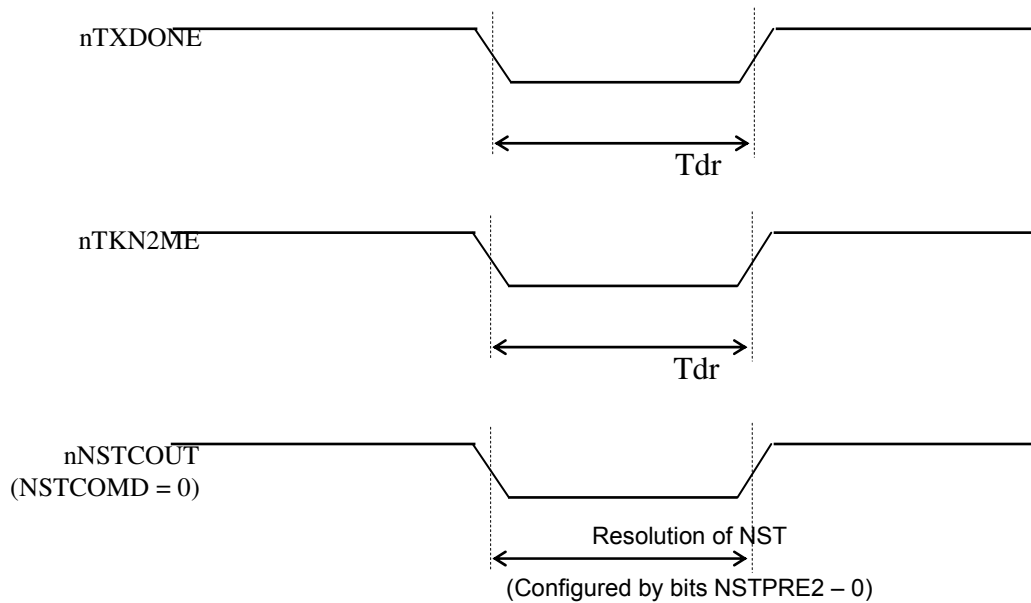 nTXDONE
Tdr
nTKN2ME
Tdr
nNSTCOUT
(NSTCOMD = 0)
Resolution of NST
(Configured by bits NSTPRE2 – 0)